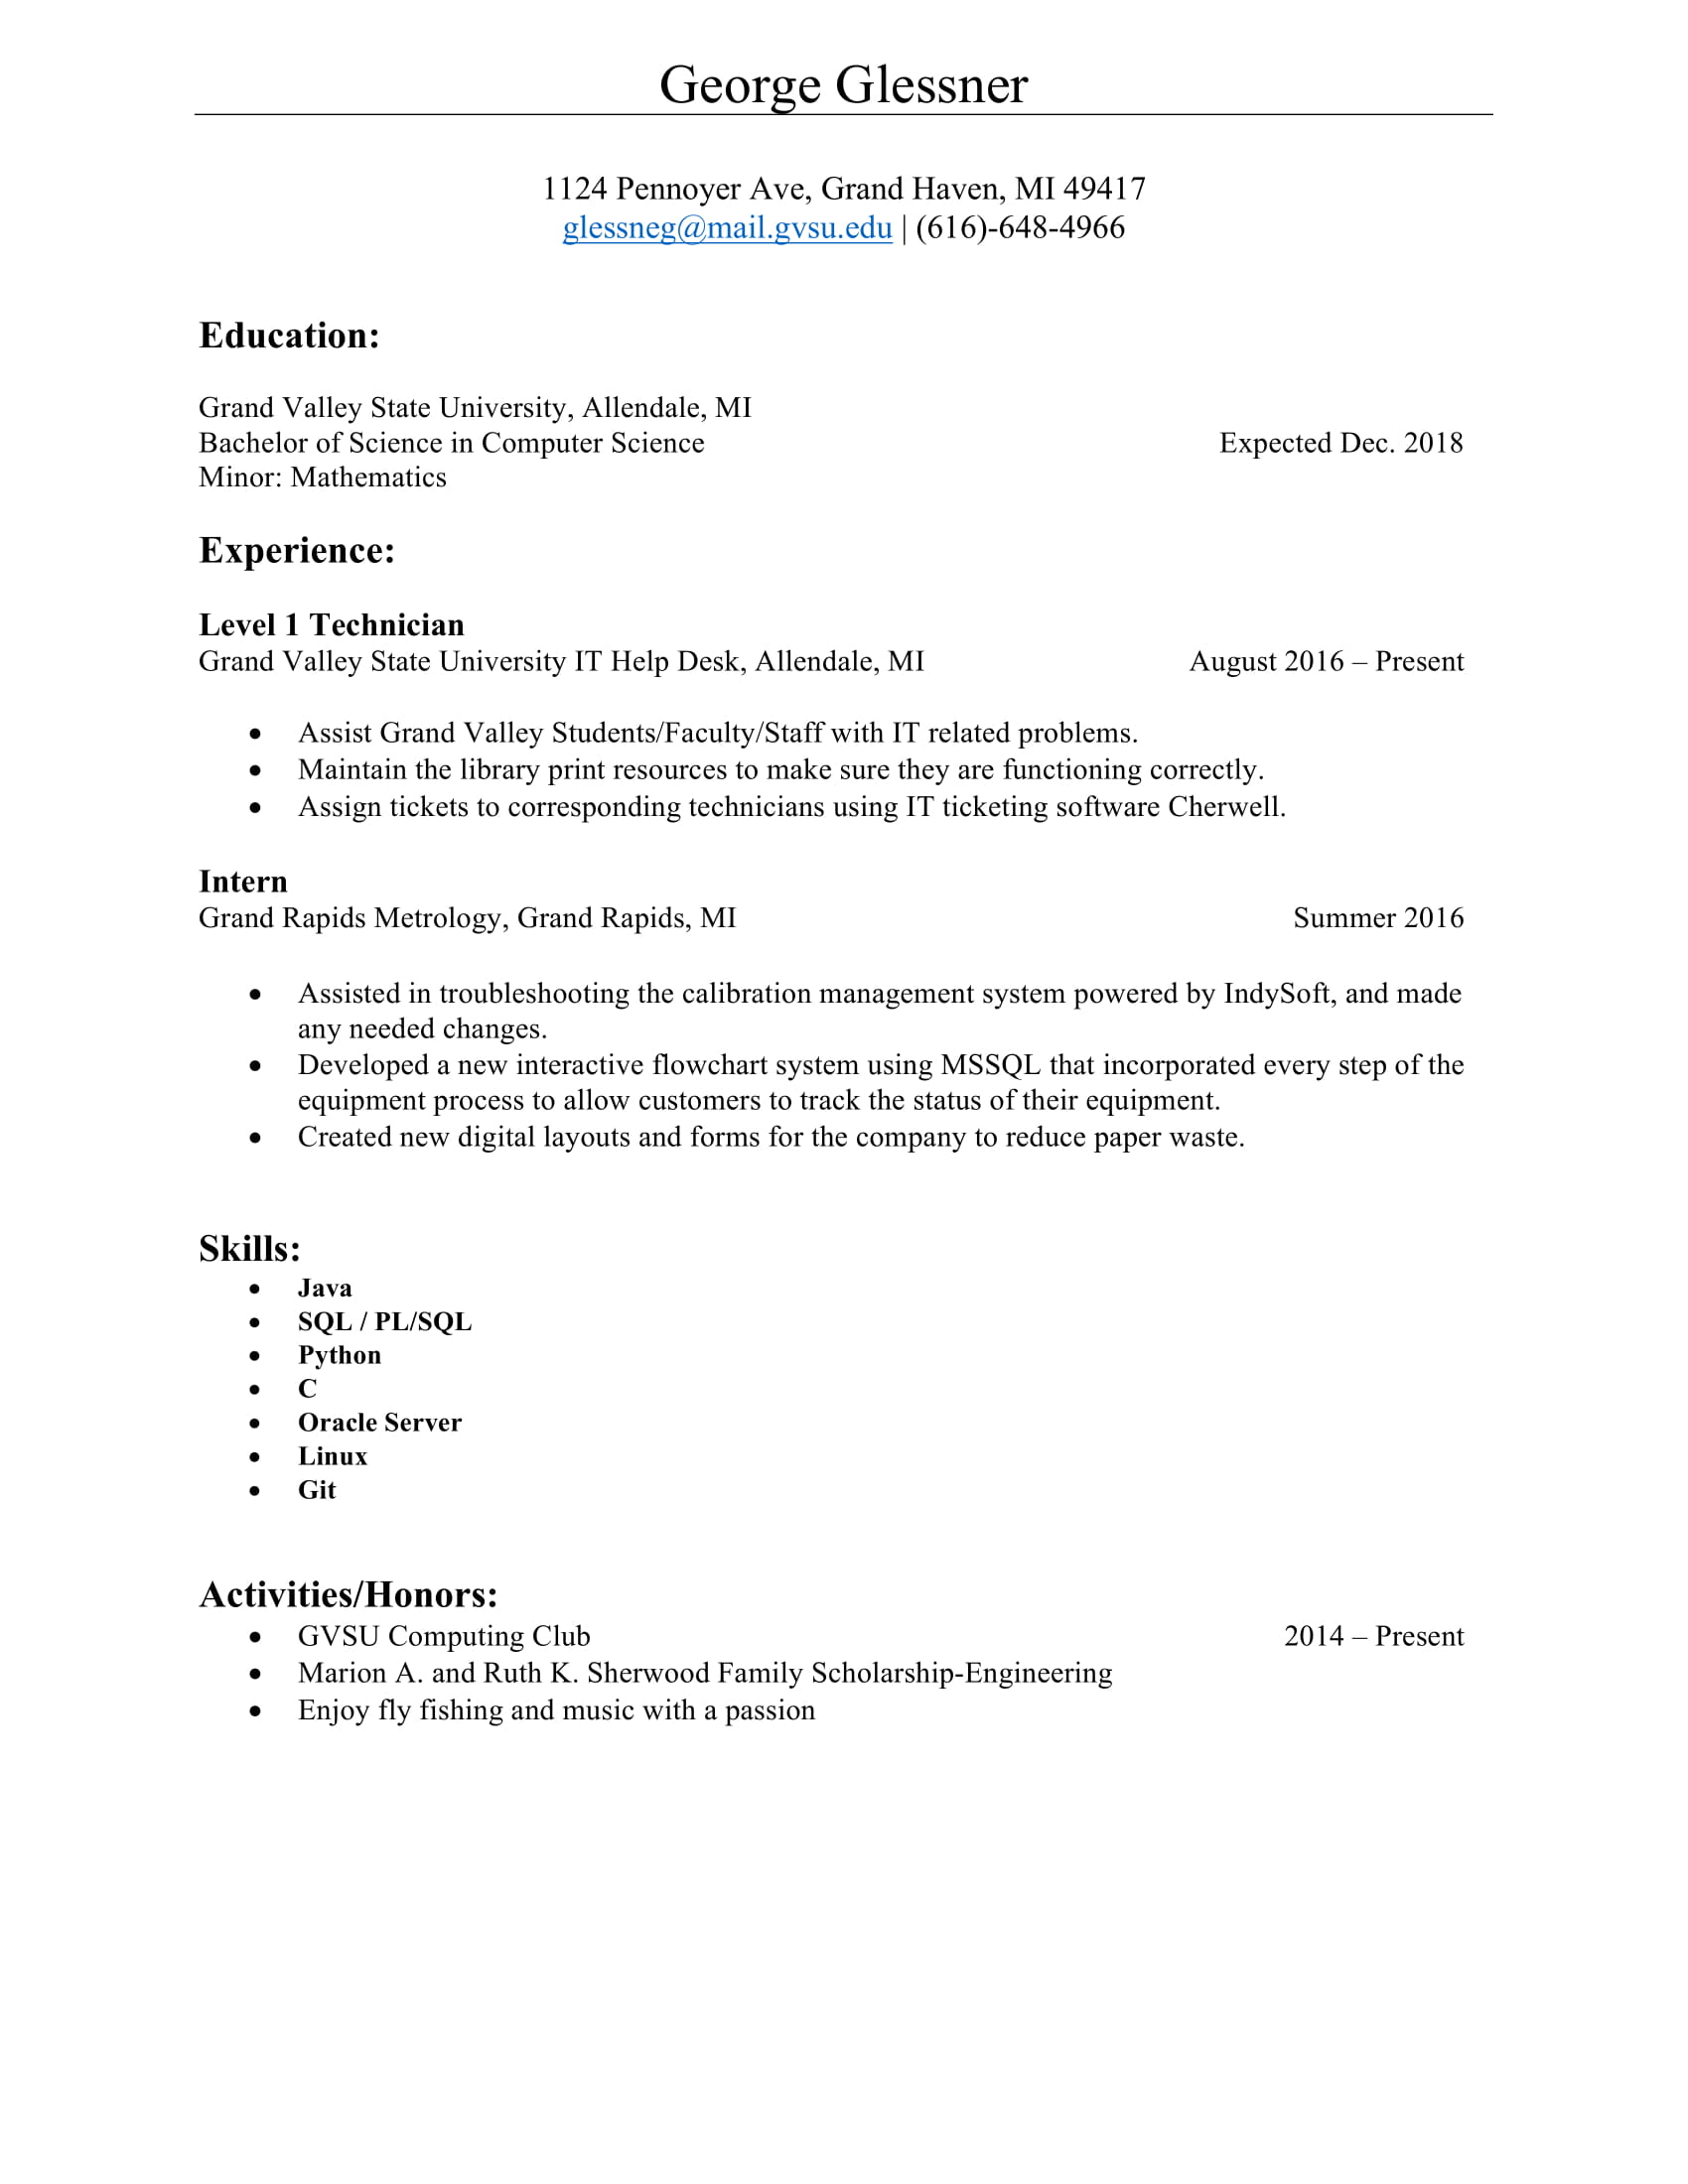 George Glessner
1124 Pennoyer Ave, Grand Haven, MI 49417
glessneg@mail.gvsu.edu | (616)-648-4966
Education:
Grand Valley State University, Allendale, MI
Bachelor of Science in Computer Science Expected Dec. 2018
Minor: Mathematics
Experience:
Level 1 Technician
Grand Valley State University IT Help Desk, Allendale, MI August 2016 – Present
• Assist Grand Valley Students/Faculty/Staff with IT related problems.
• Maintain the library print resources to make sure they are functioning correctly.
• Assign tickets to corresponding technicians using IT ticketing software Cherwell.
Intern
Grand Rapids Metrology, Grand Rapids, MI Summer 2016
• Assisted in troubleshooting the calibration management system powered by IndySoft, and made
any needed changes.
• Developed a new interactive flowchart system using MSSQL that incorporated every step of the
equipment process to allow customers to track the status of their equipment.
• Created new digital layouts and forms for the company to reduce paper waste.
Skills:
• Java
• SQL / PL/SQL
• Python
• C
• Oracle Server
• Linux
• Git
Activities/Honors:
• GVSU Computing Club 2014 – Present
• Marion A. and Ruth K. Sherwood Family Scholarship-Engineering
• Enjoy fly fishing and music with a passion